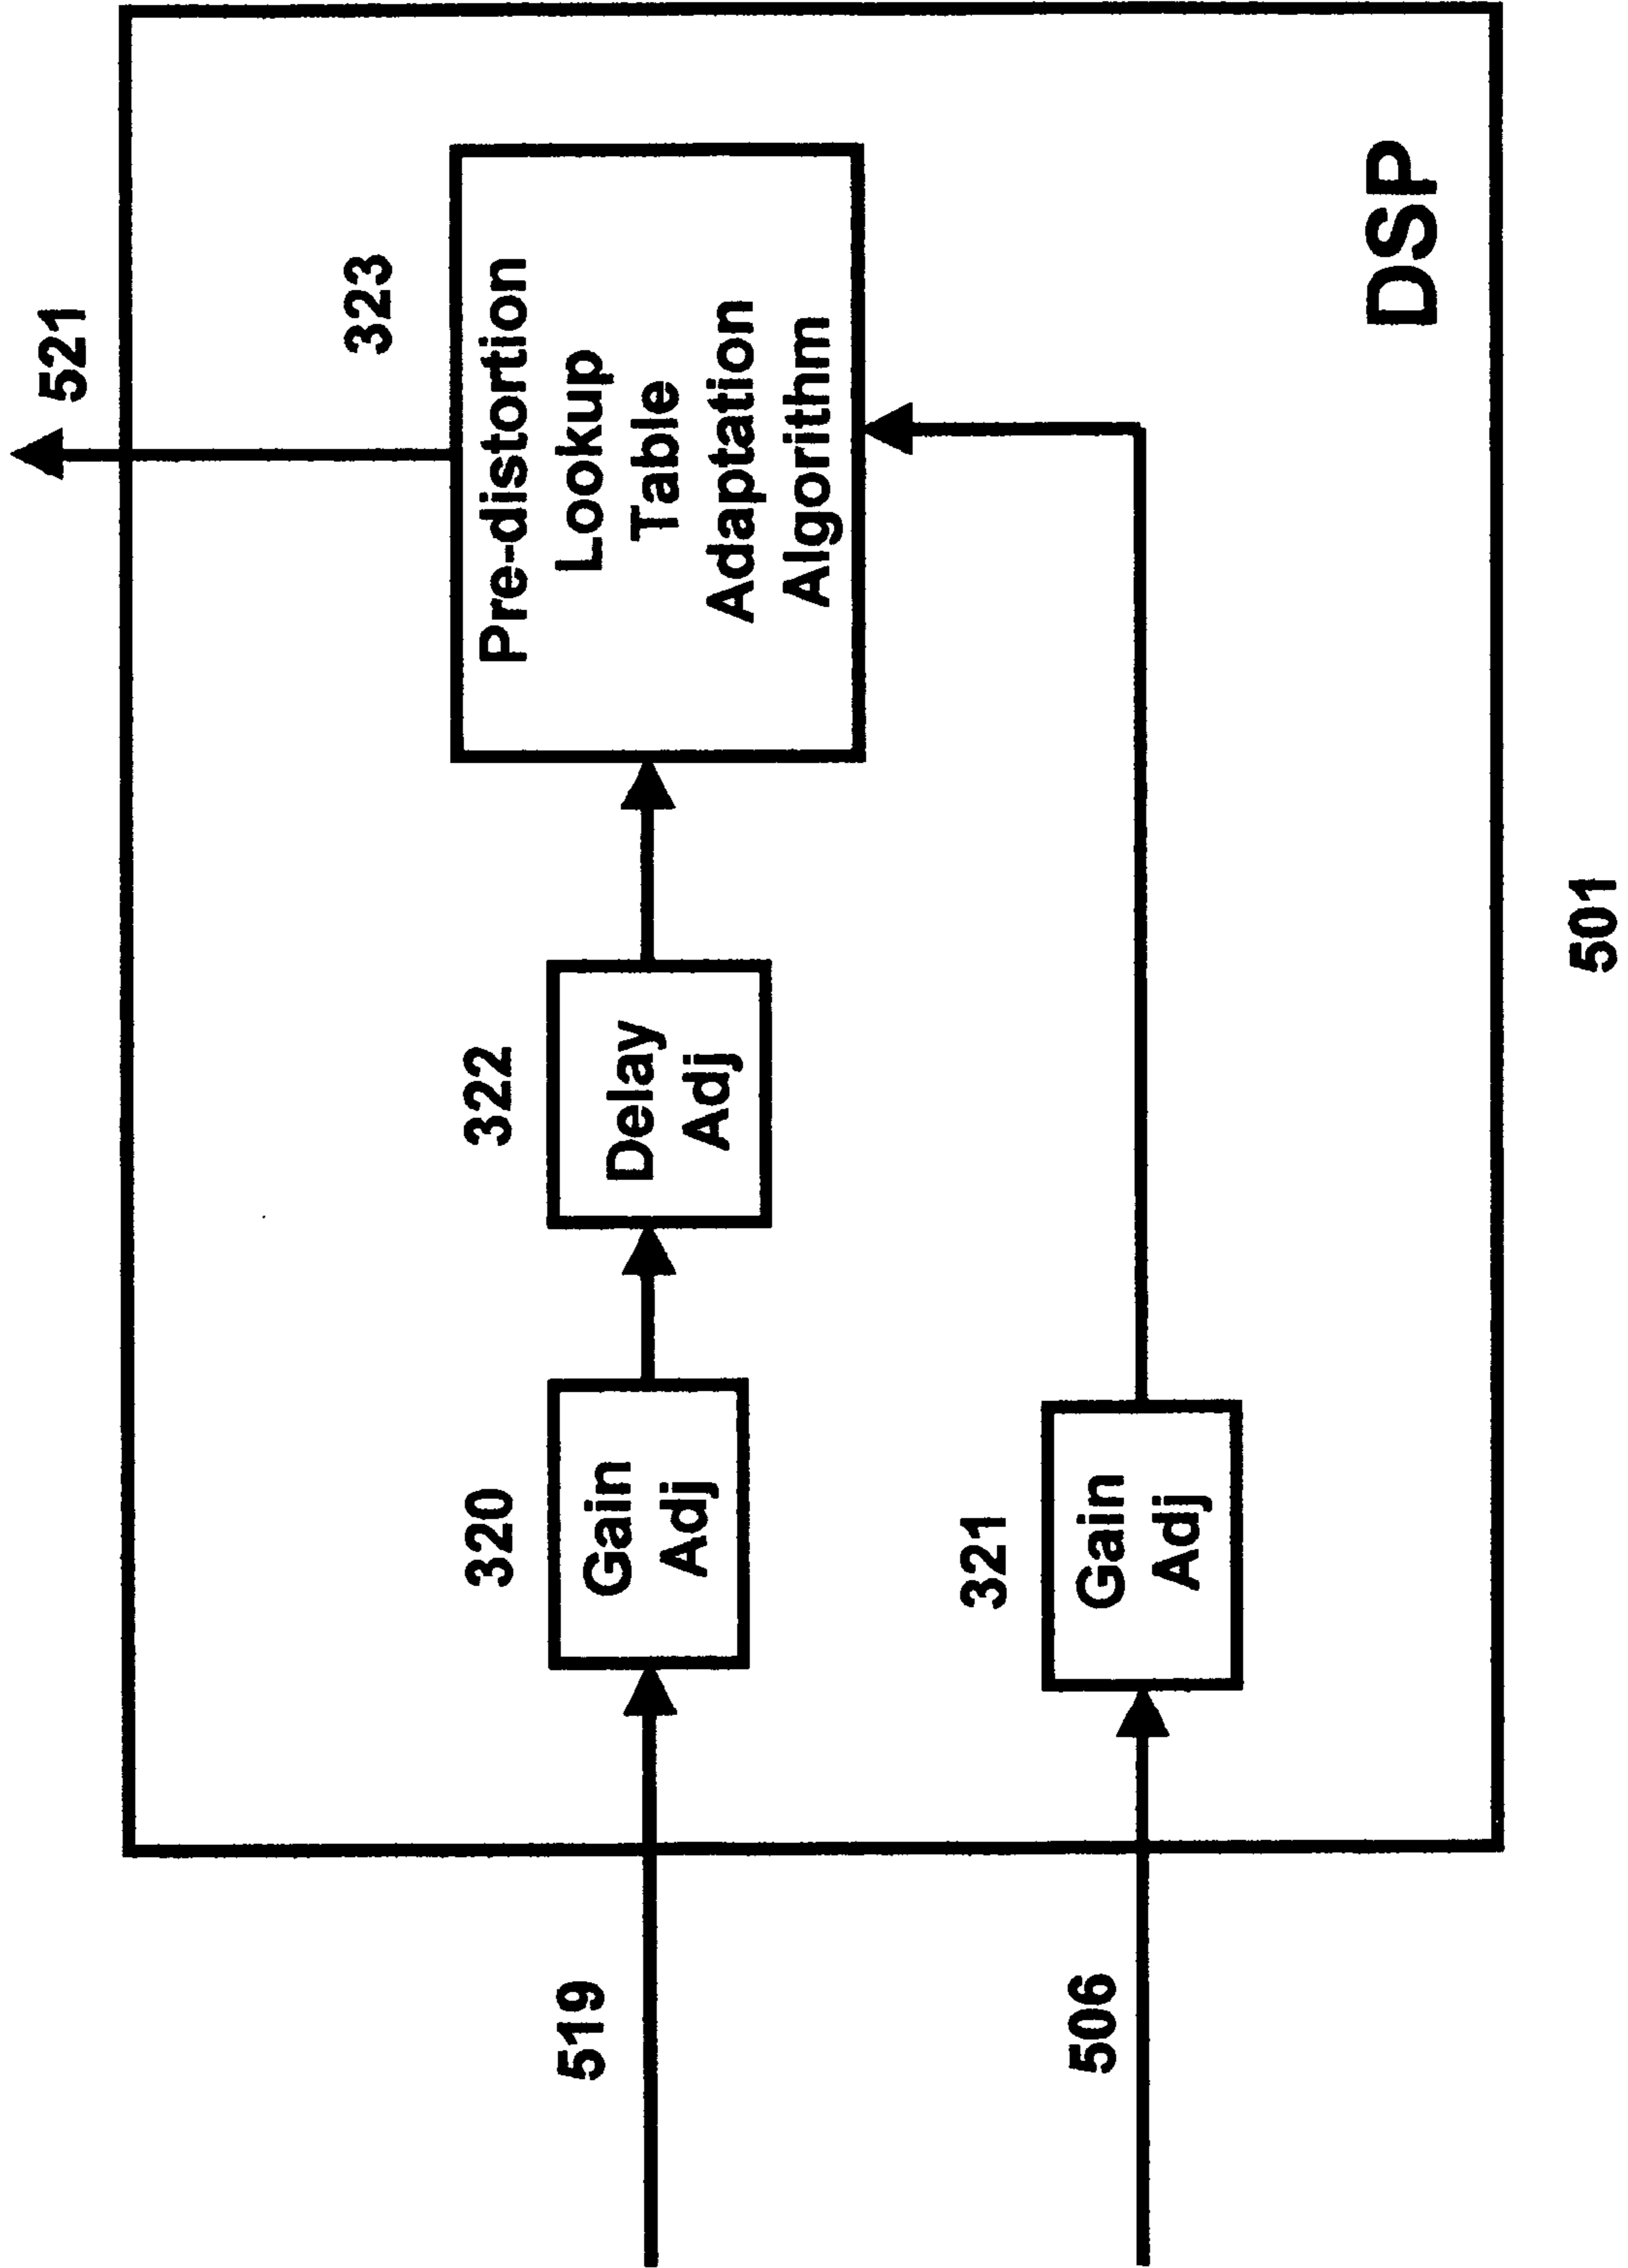 521
323
Pre-distortion
Lookup
Table
Adaptation
Algorithm
322
Delay
Adj
320
Gain
Adj
519
321
Gain
Adj
506
DSP
501